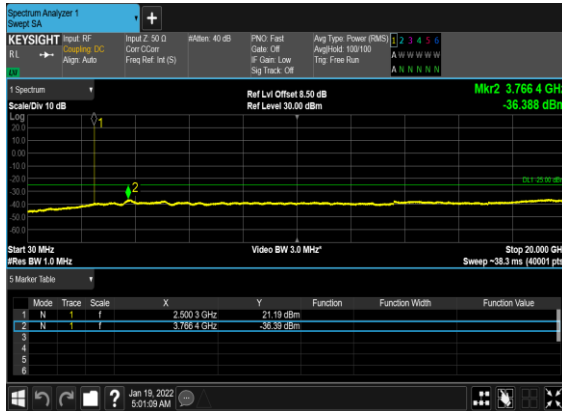 Spectrum Analyzer 1
Swept SA
+
KEYSIGHT Input: RF Input Z: 50 Ω #Atten: 40 dB PNO: Fast Avg Type: Power (RMS) 1 2 3 4 5 6
RL Coupling: DC Corr CCorr Gate: Off Avg|Hold: 100/100 A W W W W W
Align: Auto Freq Ref: Int (S) IF Gain: Low Trig: Free Run
LXI Sig Track: Off A N N N N N
1 Spectrum Ref Lvl Offset 8.50 dB Mkr2 3.766 4 GHz
Scale/Div 10 dB Ref Level 30.00 dBm -36.388 dBm
Log
1
20.0
10.0
0.00
-10.0
-20.0
DL1 -25.00 dBm
2
-30.0
-40.0
-50.0
-60.0
Start 30 MHz Video BW 3.0 MHz* Stop 20.000 GHz
#Res BW 1.0 MHz Sweep ~38.3 ms (40001 pts)
5 Marker Table
Mode Trace Scale X Y Function Function Width Function Value
1 N 1 f 2.500 3 GHz 21.19 dBm
2 N 1 f 3.766 4 GHz -36.39 dBm
3
4
5
6
? Jan 19, 2022
5:01:09 AM